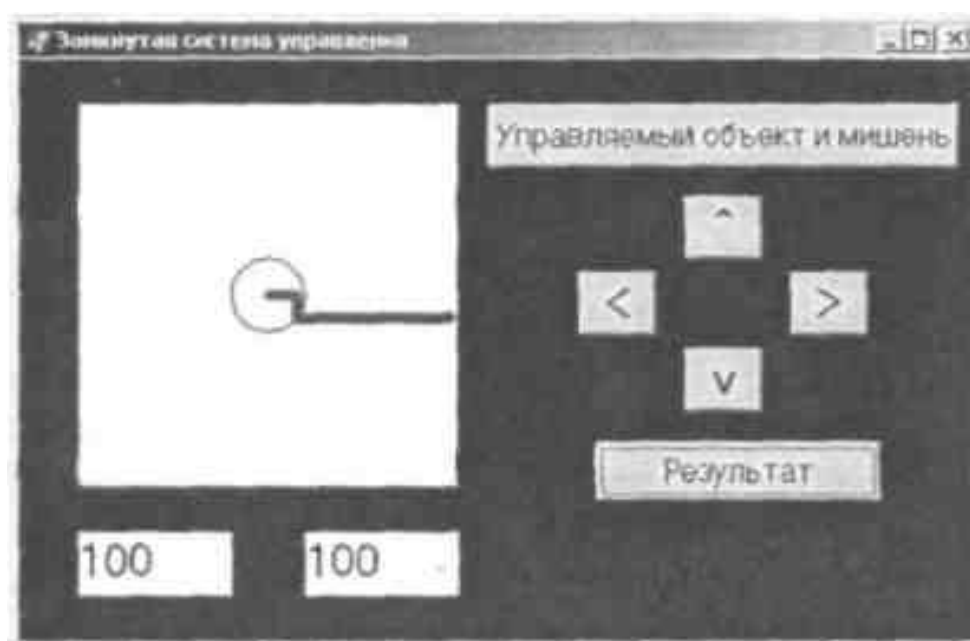 Замкнутая система управления
Управляемый объект и мишень
^
< >
v
Результат
100 100